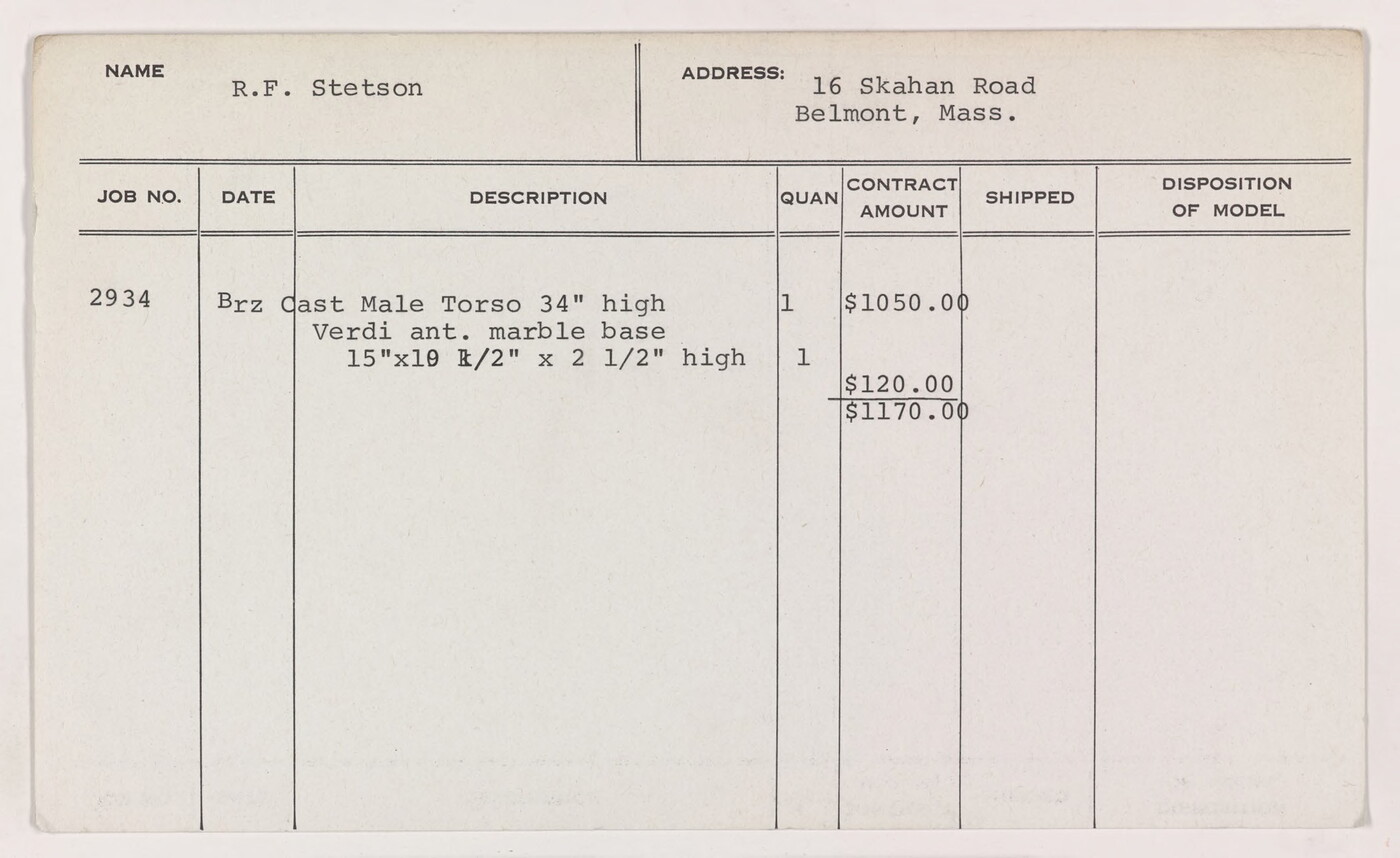 NAME R.F. Stetson ADDRESS: 16 Skahan Road
Belmont, Mass.
JOB NO. DATE DESCRIPTION QUAN CONTRACT AMOUNT SHIPPED DISPOSITION OF MODEL
2934 Brz Cast Male Torso 34" high 1 $1050.00
Verdi ant. marble base
15"x10 1/2" x 2 1/2" high 1
$120.00
$1170.00